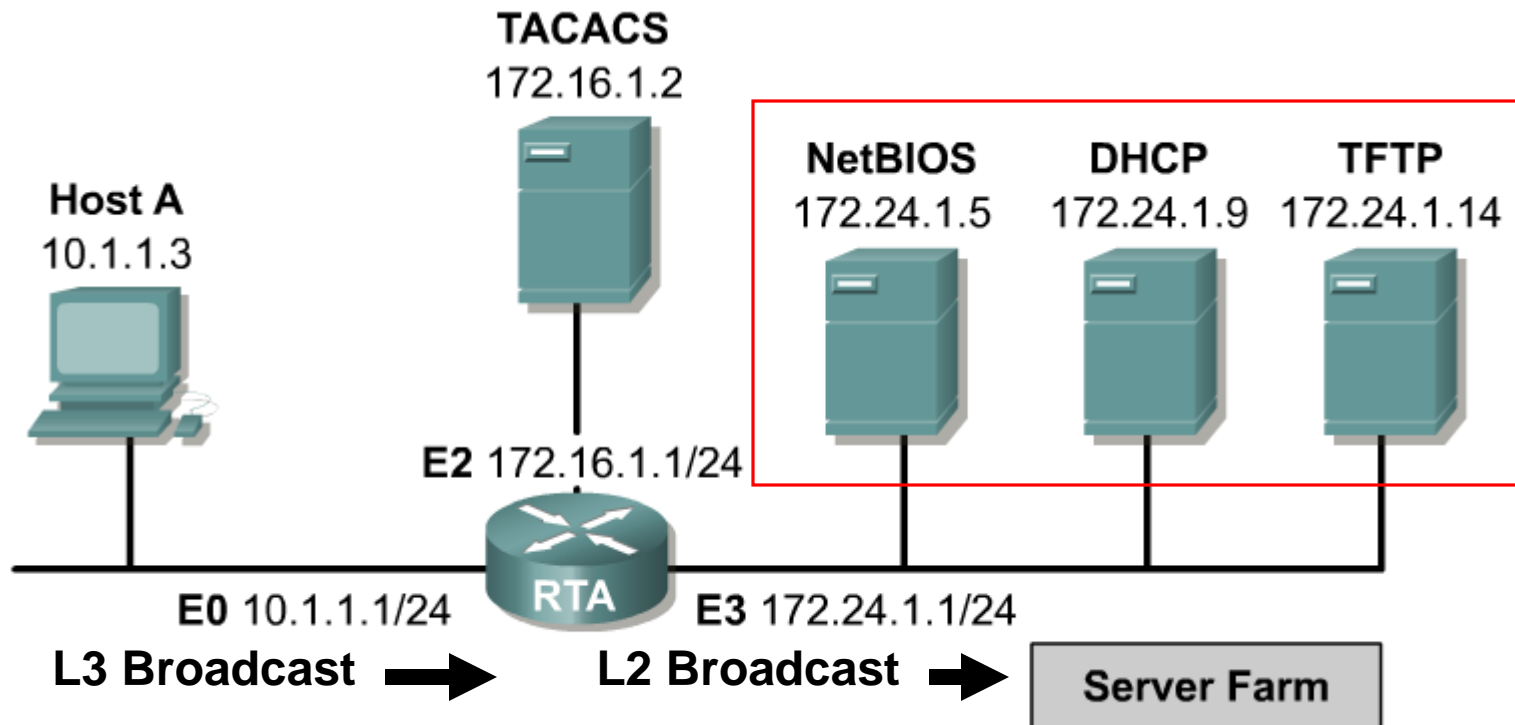 TACACS
172.16.1.2
NetBIOS
172.24.1.5
DHCP
172.24.1.9
TFTP
172.24.1.14
Host A
10.1.1.3
E2 172.16.1.1/24
RTA
E0 10.1.1.1/24
E3 172.24.1.1/24
L3 Broadcast
L2 Broadcast
Server Farm